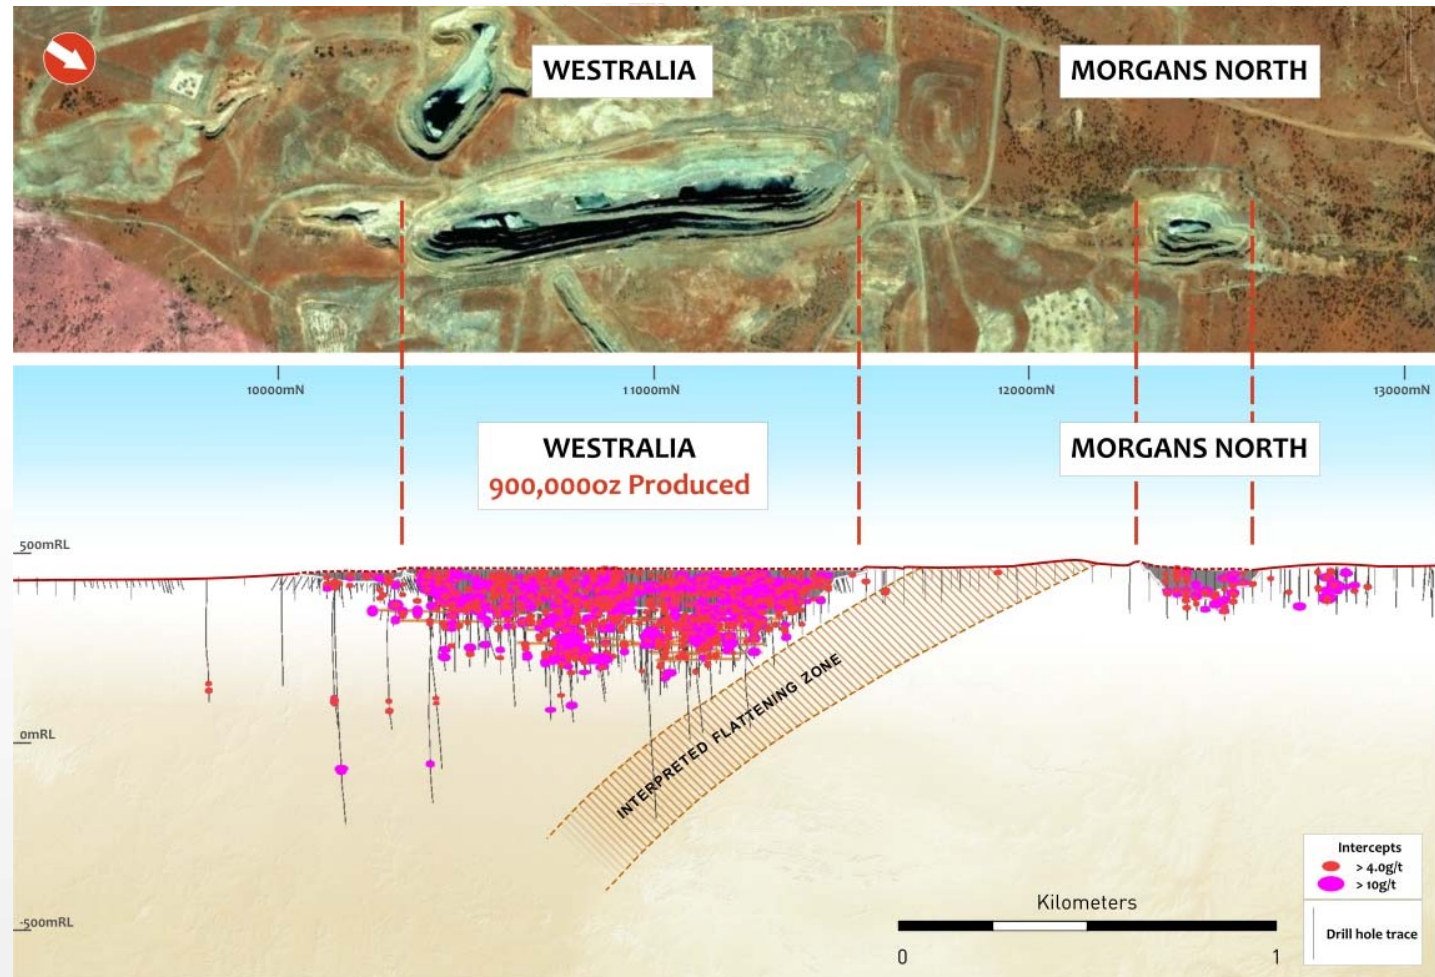 WESTRALIA
MORGANS NORTH
10000mN
11000mN
12000mN
13000mN
WESTRALIA
900,000oz Produced
MORGANS NORTH
500mRL
0mRL
INTERPRETED FLATTENING ZONE
-500mRL
Kilometers
0
1
Intercepts
> 4.0g/t
> 10g/t
Drill hole trace